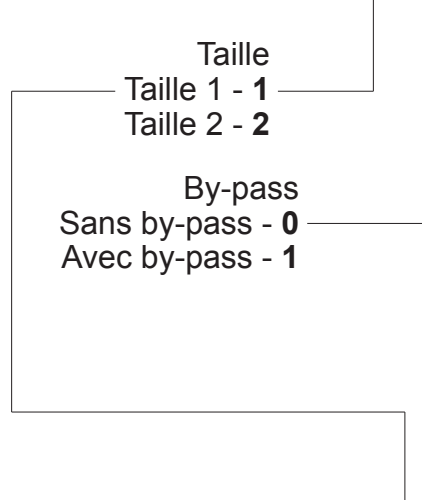 Taille
Taille 1 - 1
Taille 2 - 2
By-pass
Sans by-pass - 0
Avec by-pass - 1